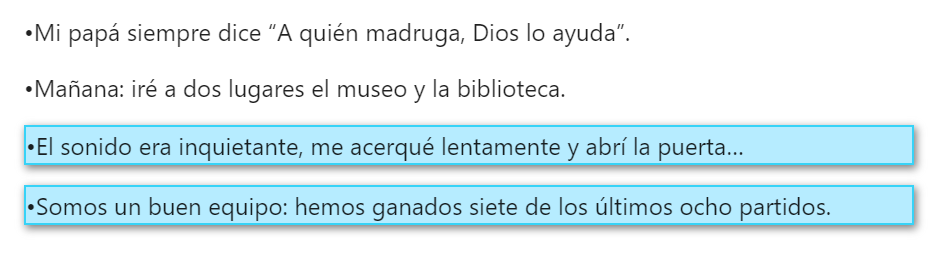 •Mi papá siempre dice “A quién madruga, Dios lo ayuda”.
•Mañana: iré a dos lugares el museo y la biblioteca.
•El sonido era inquietante, me acerqué lentamente y abrí la puerta...
•Somos un buen equipo: hemos ganados siete de los últimos ocho partidos.